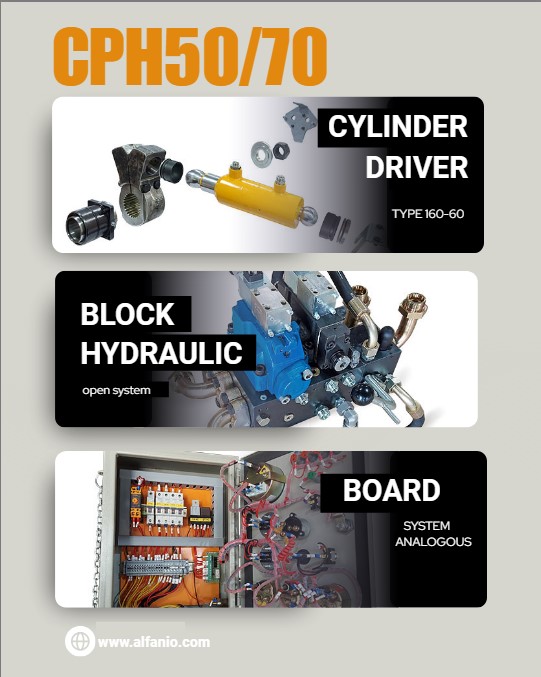 CPH50/70
CYLINDER
DRIVER
TYPE 160-60
BLOCK
HYDRAULIC
open system
BOARD
SYSTEM
ANALOGOUS
www.alfanio.com